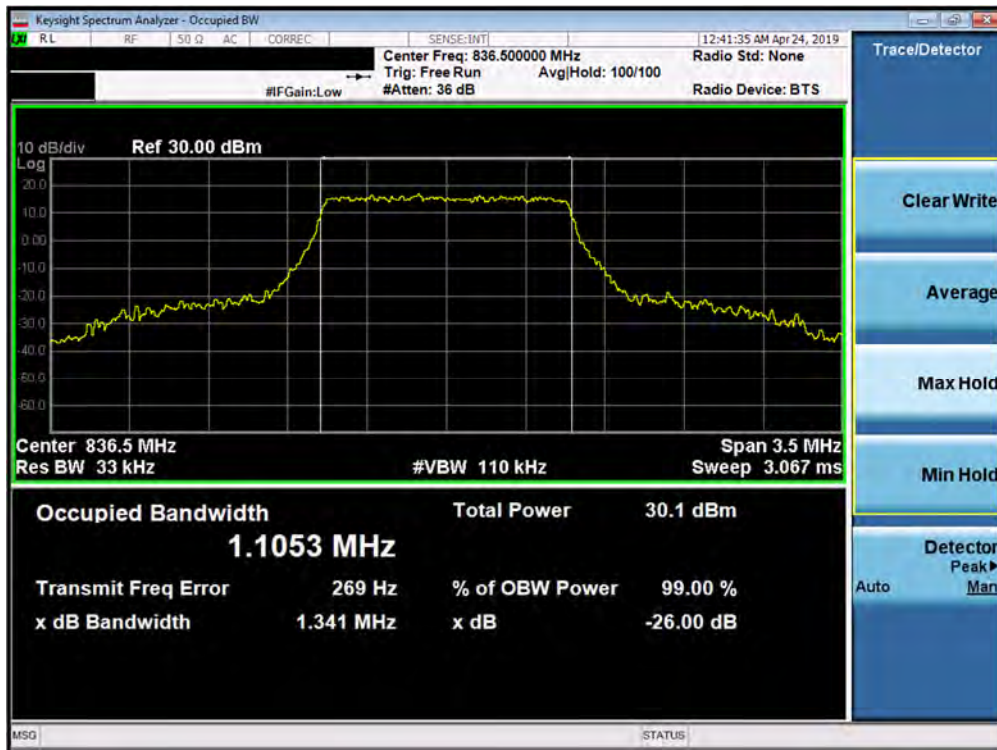 Keysight Spectrum Analyzer - Occupied BW
LXI RL RF 50 Ω AC CORREC SENSE:INT 12:41:35 AM Apr 24, 2019
Center Freq: 836.500000 MHz Radio Std: None
Trig: Free Run Avg|Hold: 100/100
#IFGain:Low #Atten: 36 dB Radio Device: BTS
Trace/Detector
10 dB/div Ref 30.00 dBm
Log
20.0
10.0
0.00
-10.0
-20.0
-30.0
-40.0
-50.0
-60.0
Center 836.5 MHz Span 3.5 MHz
Res BW 33 kHz #VBW 110 kHz Sweep 3.067 ms
Occupied Bandwidth Total Power 30.1 dBm
1.1053 MHz
Transmit Freq Error 269 Hz % of OBW Power 99.00 %
x dB Bandwidth 1.341 MHz x dB -26.00 dB
Clear Write
Average
Max Hold
Min Hold
Detector
Peak▶
Auto Man
MSG STATUS